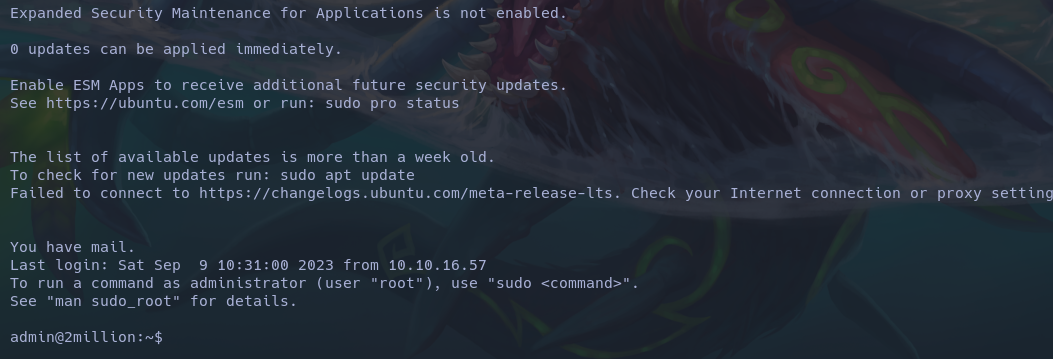 Expanded Security Maintenance for Applications is not enabled.
0 updates can be applied immediately.
Enable ESM Apps to receive additional future security updates.
See https://ubuntu.com/esm or run: sudo pro status
The list of available updates is more than a week old.
To check for new updates run: sudo apt update
Failed to connect to https://changelogs.ubuntu.com/meta-release-lts. Check your Internet connection or proxy setting
You have mail.
Last login: Sat Sep  9 10:31:00 2023 from 10.10.16.57
To run a command as administrator (user "root"), use "sudo <command>".
See "man sudo_root" for details.
admin@2million:~$